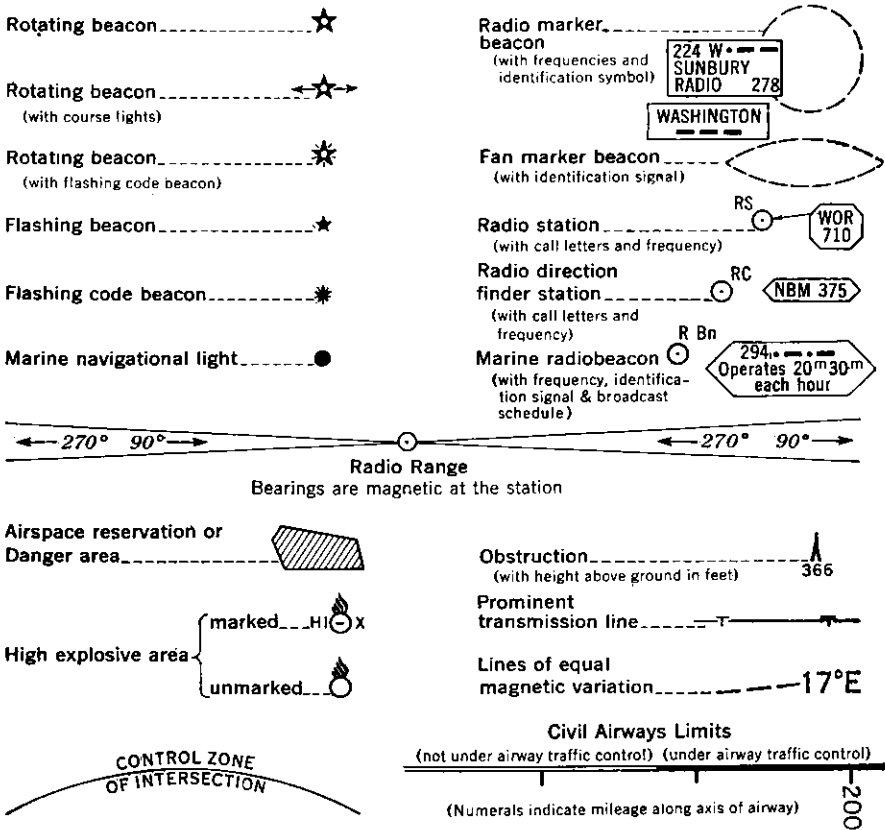 Rotating beacon
Rotating beacon
(with course lights)
Rotating beacon
(with flashing code beacon)
Flashing beacon
Flashing code beacon
Marine navigational light
Radio marker
beacon
(with frequencies and
identification symbol)
224 W
SUNBURY
RADIO 278
WASHINGTON
Fan marker beacon
(with identification signal)
Radio station
(with call letters and frequency)
RS
WOR
710
Radio direction
finder station
(with call letters and
frequency)
RC
NBM 375
Marine radiobeacon
(with frequency, identifica-
tion signal & broadcast
schedule)
R Bn
294
Operates 20m30m
each hour
270° 90°
270° 90°
Radio Range
Bearings are magnetic at the station
Airspace reservation or
Danger area
High explosive area
marked
HI X
unmarked
Obstruction
(with height above ground in feet)
366
Prominent
transmission line
T T
Lines of equal
magnetic variation
17°E
CONTROL ZONE
OF INTERSECTION
Civil Airways Limits
(not under airway traffic control) (under airway traffic control)
(Numerals indicate mileage along axis of airway)
200